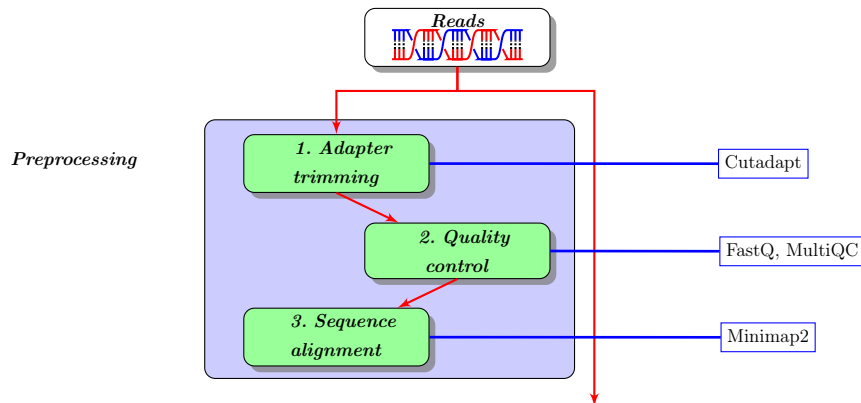 Reads
Preprocessing
1. Adapter
trimming
Cutadapt
2. Quality
control
FastQ, MultiQC
3. Sequence
alignment
Minimap2